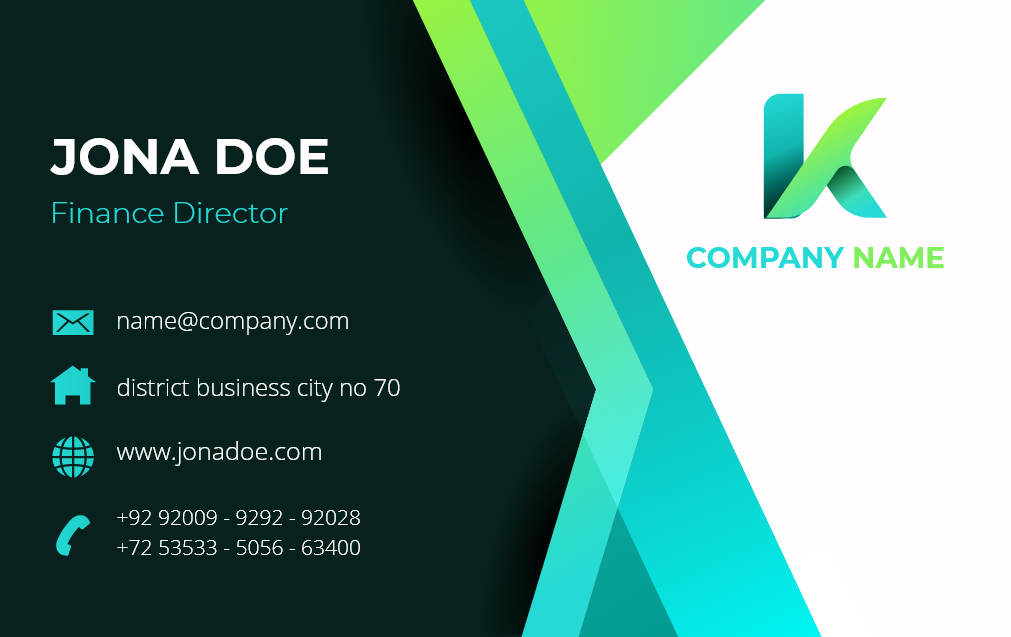 JONA DOE
Finance Director
name@company.com
district business city no 70
www.jonadoe.com
+92 92009 - 9292 - 92028
+72 53533 - 5056 - 63400
K
COMPANY NAME